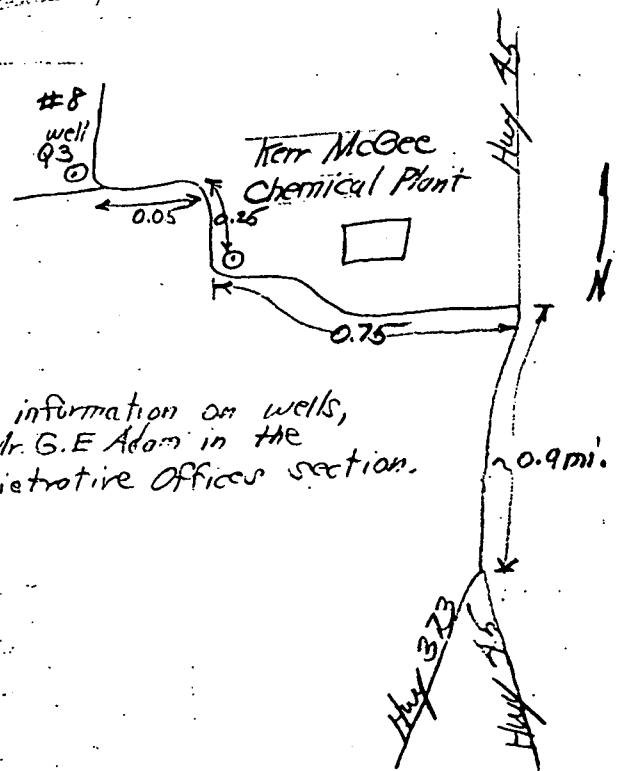 Hwy 45
#8
well
Q3
Kerr McGee
Chemical Plant
0.05
0.25
N
0.75
information on wells,
Mr. G.E Adam in the
Offices section.
~0.9mi.
Hwy 373
Hwy 45